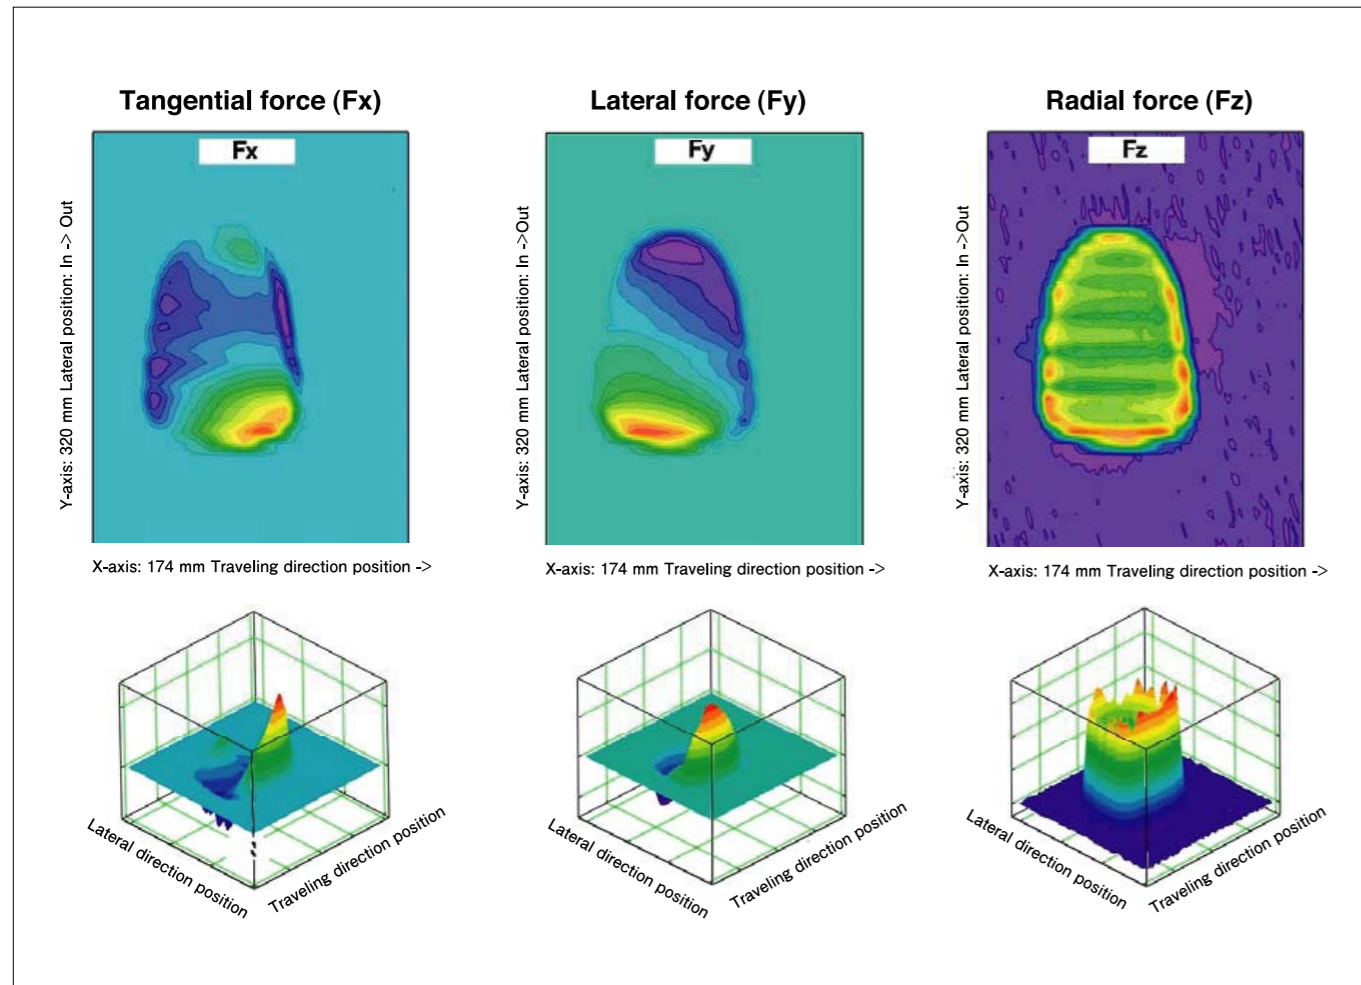 Tangential force (Fx)
Lateral force (Fy)
Radial force (Fz)
Fx
Fy
Fz
Y-axis: 320 mm Lateral position: In -> Out
Y-axis: 320 mm Lateral position: In ->Out
Y-axis: 320 mm Lateral position: In -> Out
X-axis: 174 mm Traveling direction position ->
X-axis: 174 mm Traveling direction position ->
X-axis: 174 mm Traveling direction position ->
Lateral direction position
Traveling direction position
Lateral direction position
Traveling direction position
Lateral direction position
Traveling direction position